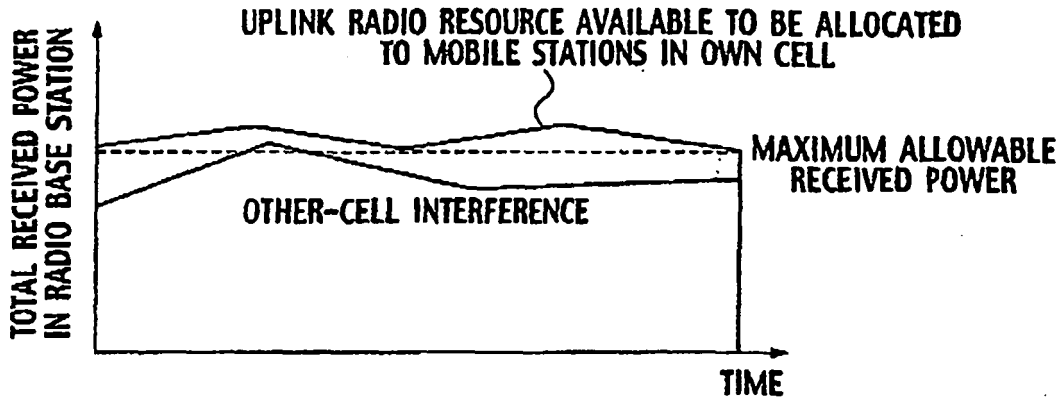 UPLINK RADIO RESOURCE AVAILABLE TO BE ALLOCATED
TO MOBILE STATIONS IN OWN CELL
TOTAL RECEIVED POWER
IN RADIO BASE STATION
MAXIMUM ALLOWABLE
RECEIVED POWER
OTHER-CELL INTERFERENCE
TIME